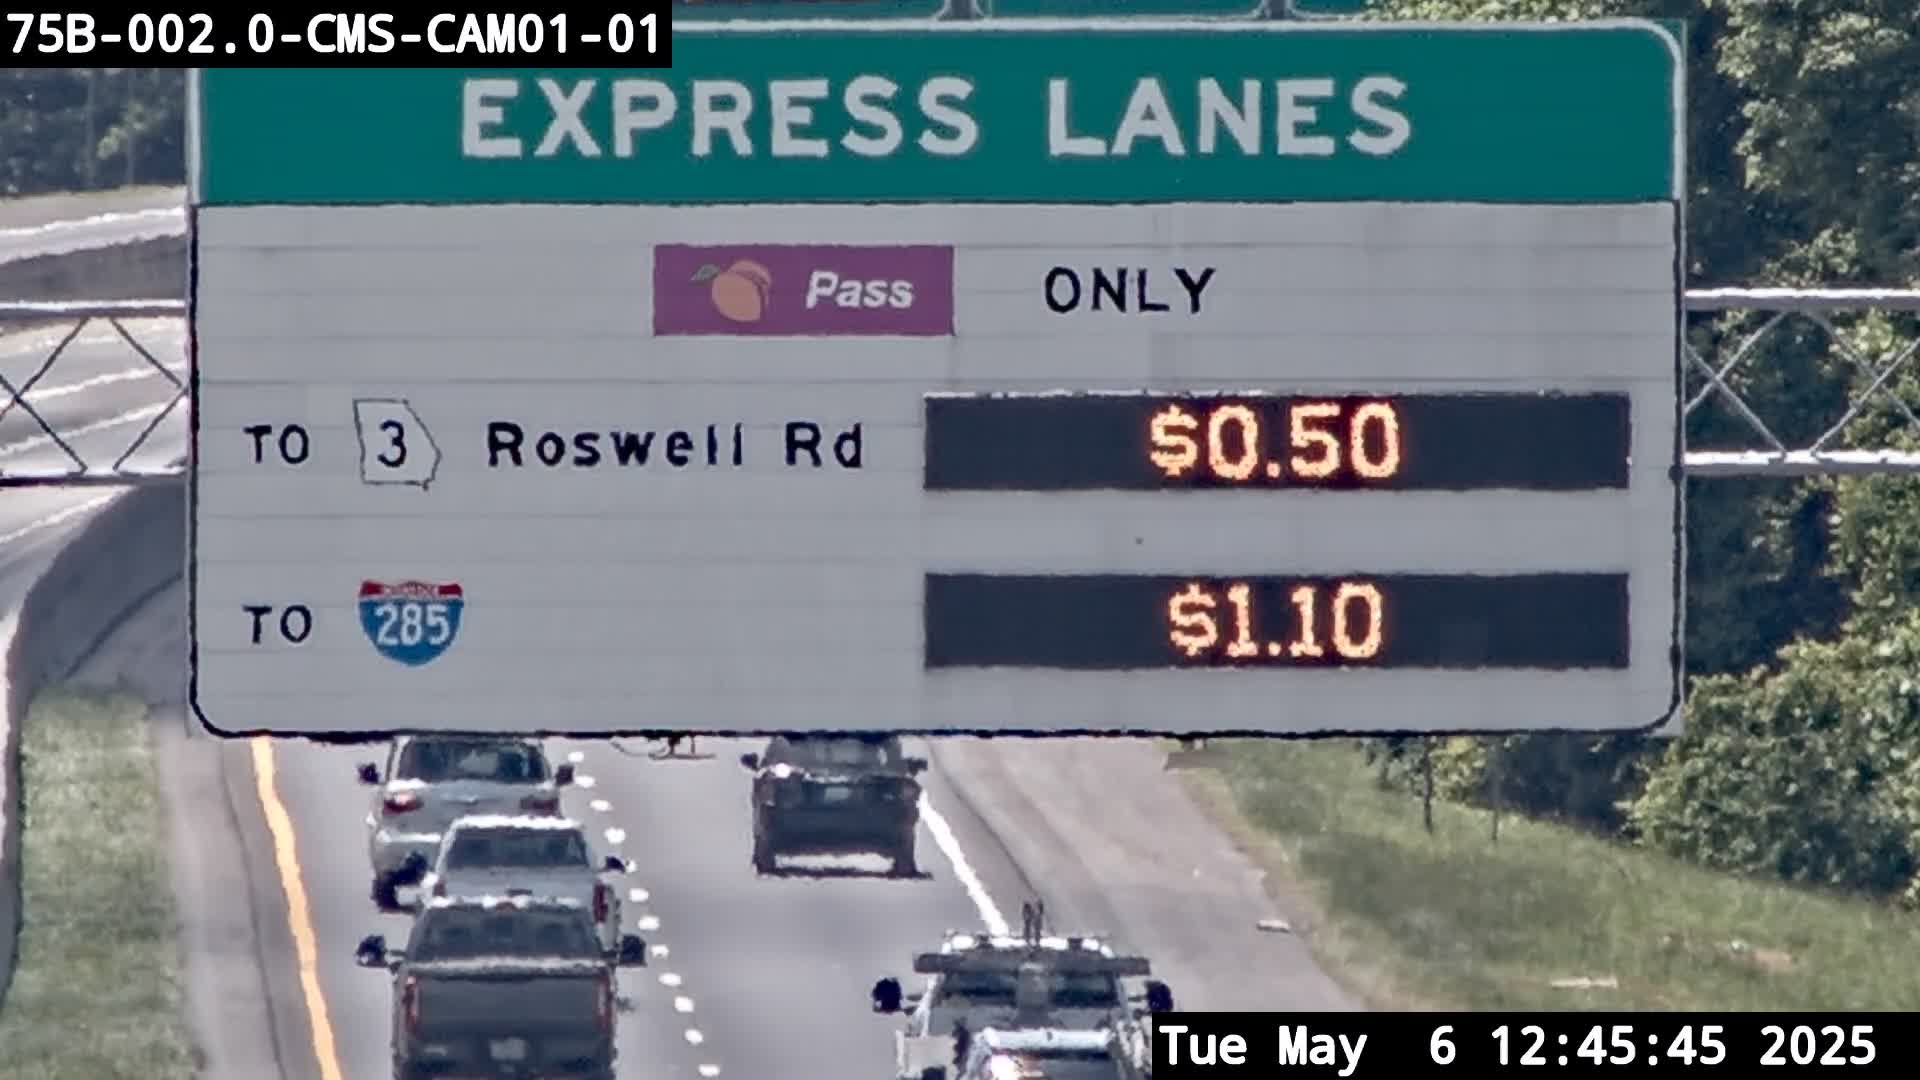 75B-002.0-CMS-CAM01-01
EXPRESS LANES
Pass ONLY
TO 3 Roswell Rd $0.50
TO 285 $1.10
Tue May 6 12:45:45 2025